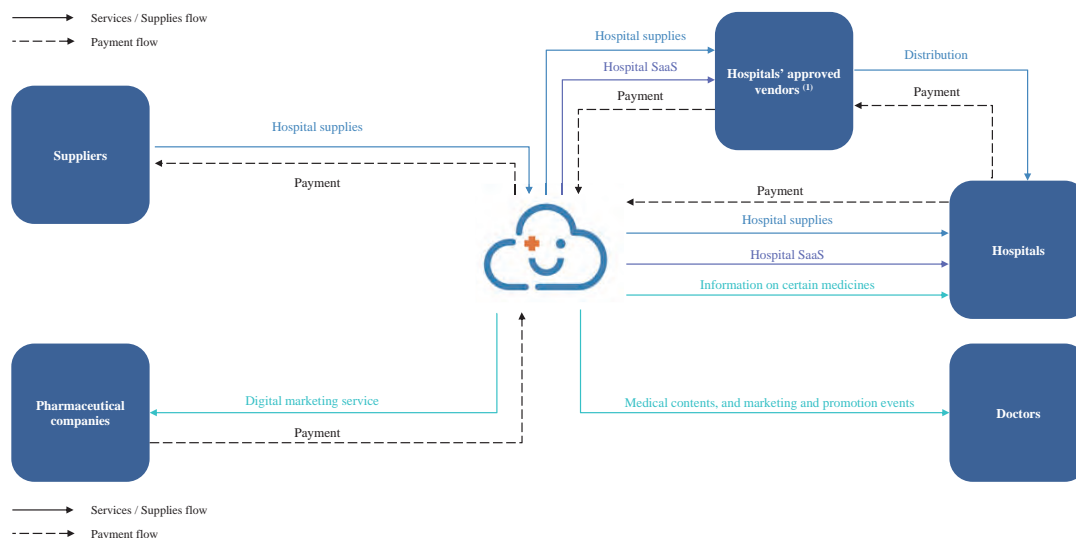 Services / Supplies flow
Payment flow
Hospital supplies
Hospital SaaS
Payment
Hospitals’ approved
vendors (1)
Distribution
Payment
Suppliers
Hospital supplies
Payment
Payment
Hospital supplies
Hospital SaaS
Information on certain medicines
Hospitals
Pharmaceutical
companies
Digital marketing service
Payment
Medical contents, and marketing and promotion events
Doctors
Services / Supplies flow
Payment flow